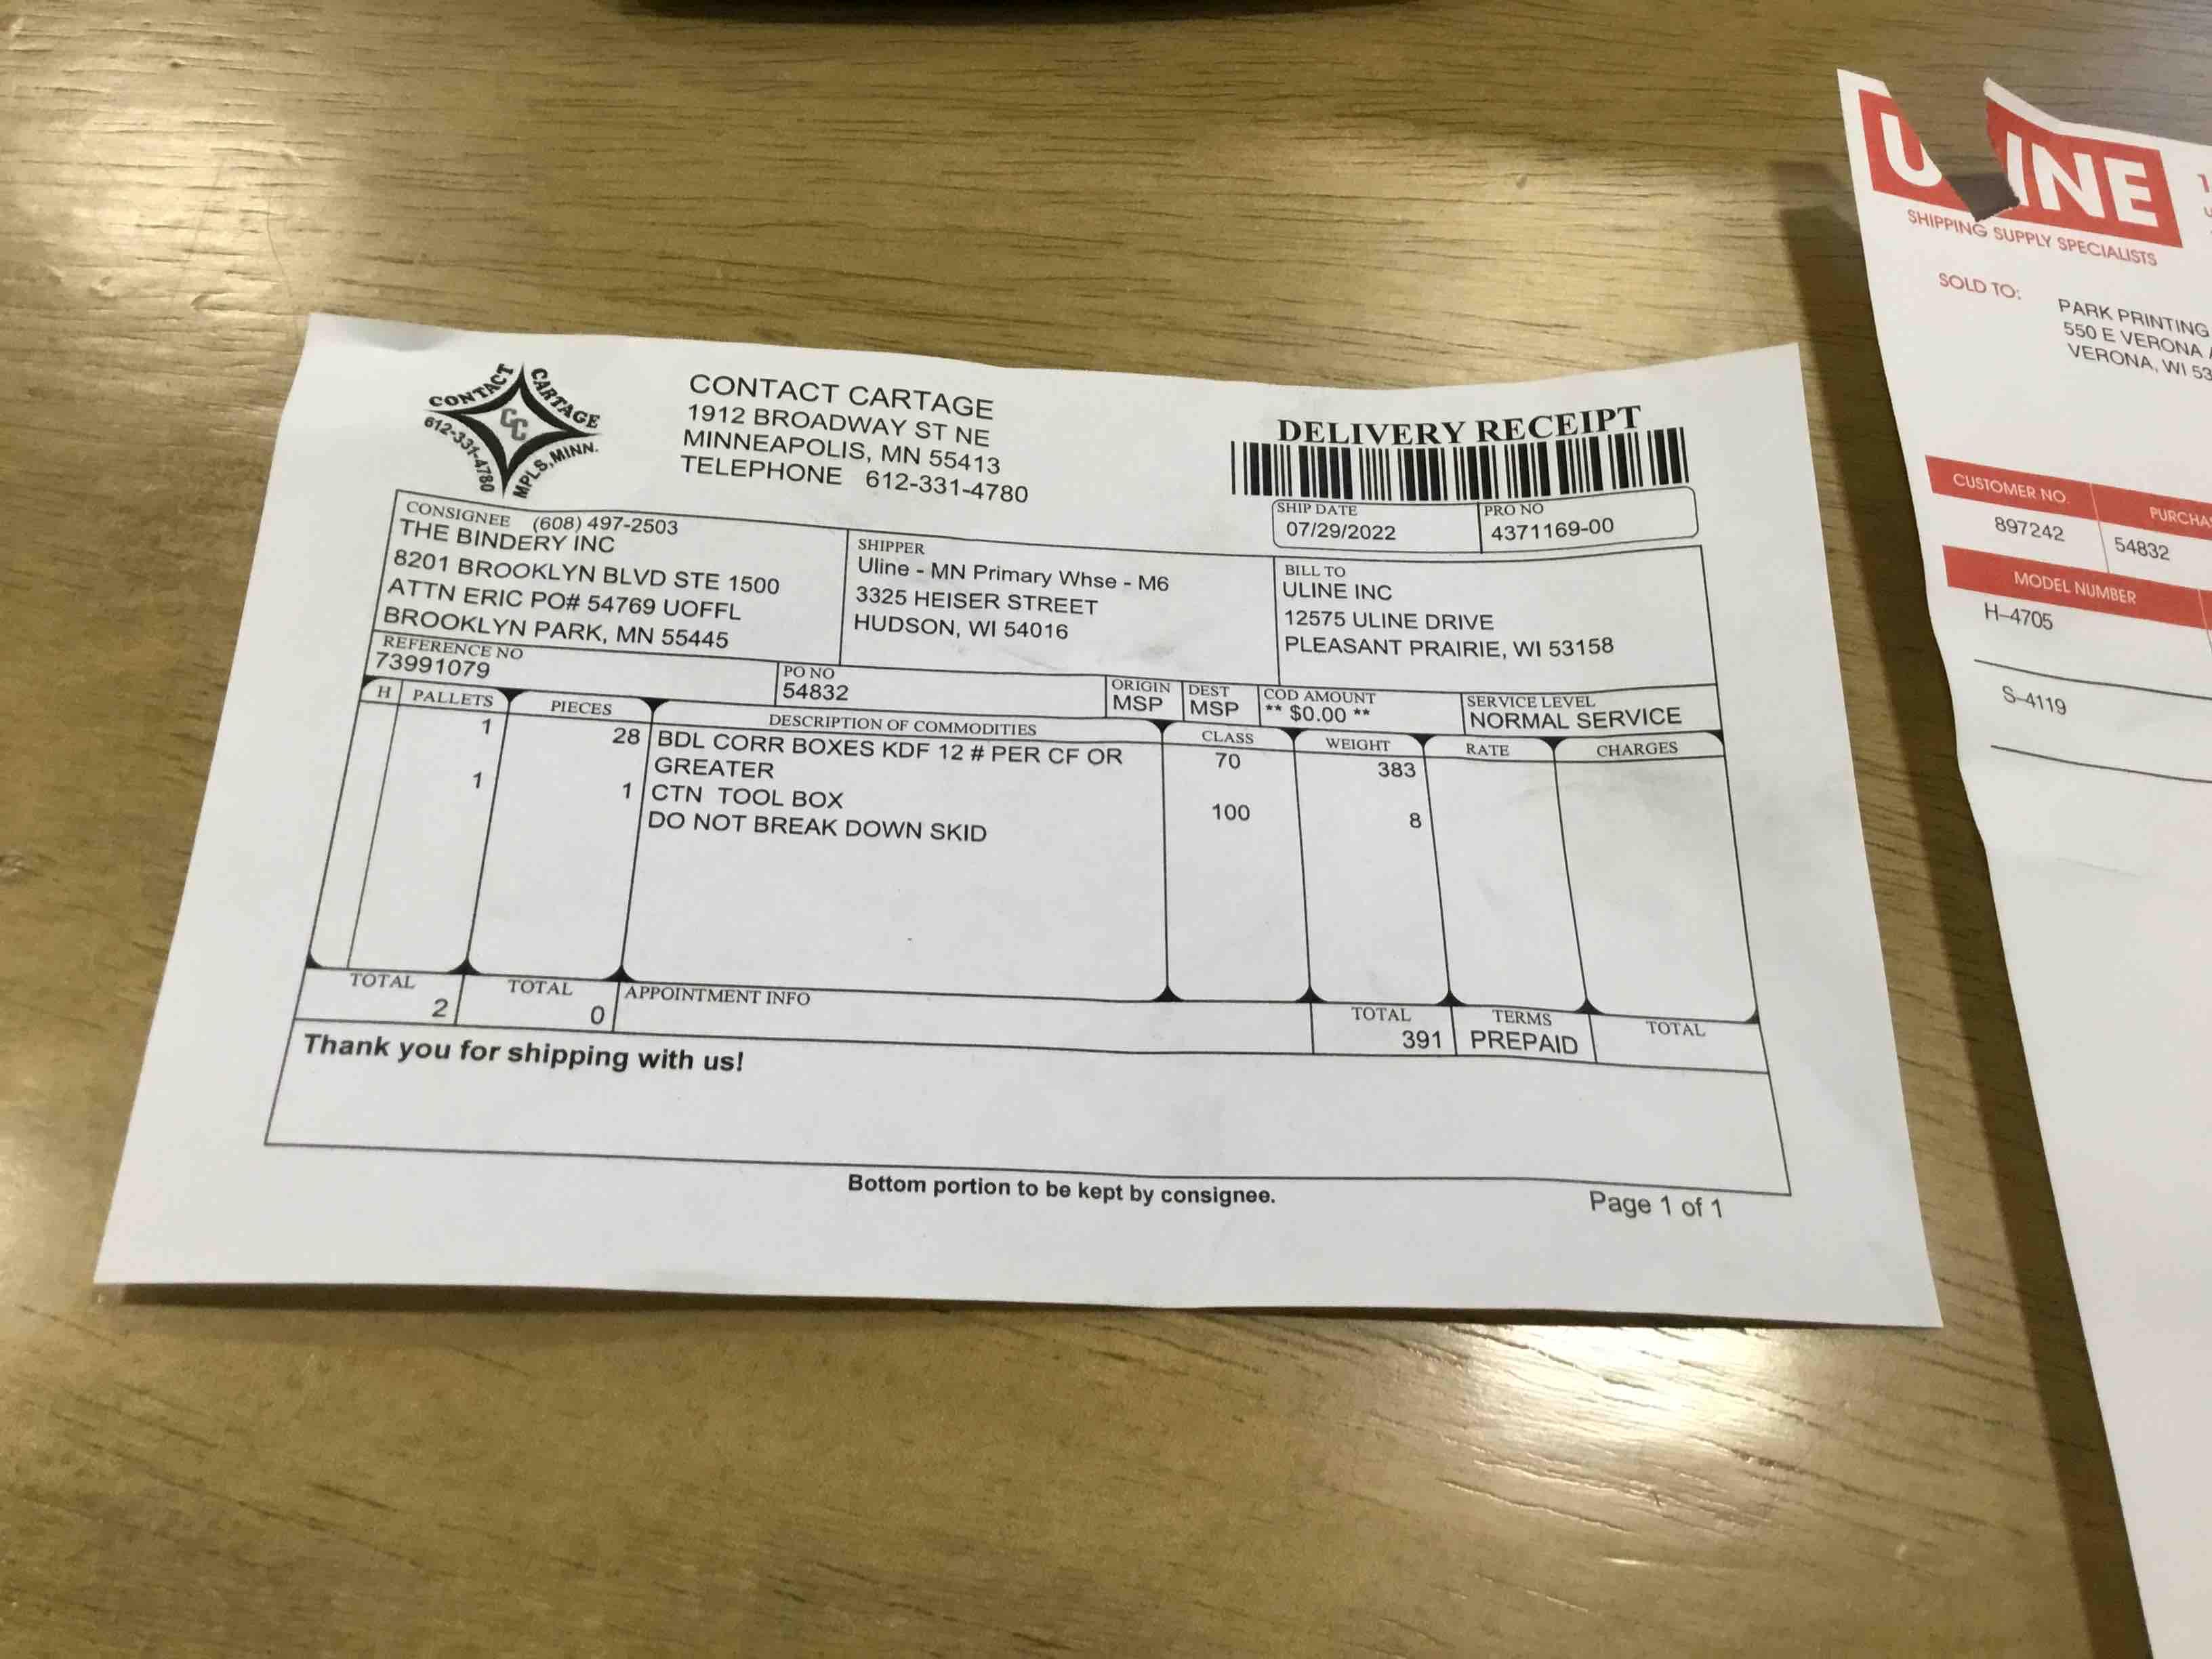 CONTACT CARTAGE
CC
612-331-4780 MPLS, MINN.
CONTACT CARTAGE
1912 BROADWAY ST NE
MINNEAPOLIS, MN 55413
TELEPHONE 612-331-4780
DELIVERY RECEIPT
SHIP DATE PRO NO
07/29/2022 4371169-00
CONSIGNEE (608) 497-2503
THE BINDERY INC
8201 BROOKLYN BLVD STE 1500
ATTN ERIC PO# 54769 UOFFL
BROOKLYN PARK, MN 55445
SHIPPER
Uline - MN Primary Whse - M6
3325 HEISER STREET
HUDSON, WI 54016
BILL TO
ULINE INC
12575 ULINE DRIVE
PLEASANT PRAIRIE, WI 53158
REFERENCE NO
73991079
PO NO
54832
ORIGIN
MSP
DEST
MSP
COD AMOUNT
** $0.00 **
SERVICE LEVEL
NORMAL SERVICE
H PALLETS PIECES DESCRIPTION OF COMMODITIES CLASS WEIGHT RATE CHARGES
1 28 BDL CORR BOXES KDF 12 # PER CF OR 70 383
GREATER
1 1 CTN TOOL BOX 100 8
DO NOT BREAK DOWN SKID
TOTAL TOTAL APPOINTMENT INFO TOTAL TERMS TOTAL
2 0 391 PREPAID
Thank you for shipping with us!
Bottom portion to be kept by consignee.
Page 1 of 1
ULINE
SHIPPING SUPPLY SPECIALISTS
SOLD TO:
PARK PRINTING
550 E VERONA
VERONA, WI 53
CUSTOMER NO. PURCHA
897242 54832
MODEL NUMBER
H-4705
S-4119